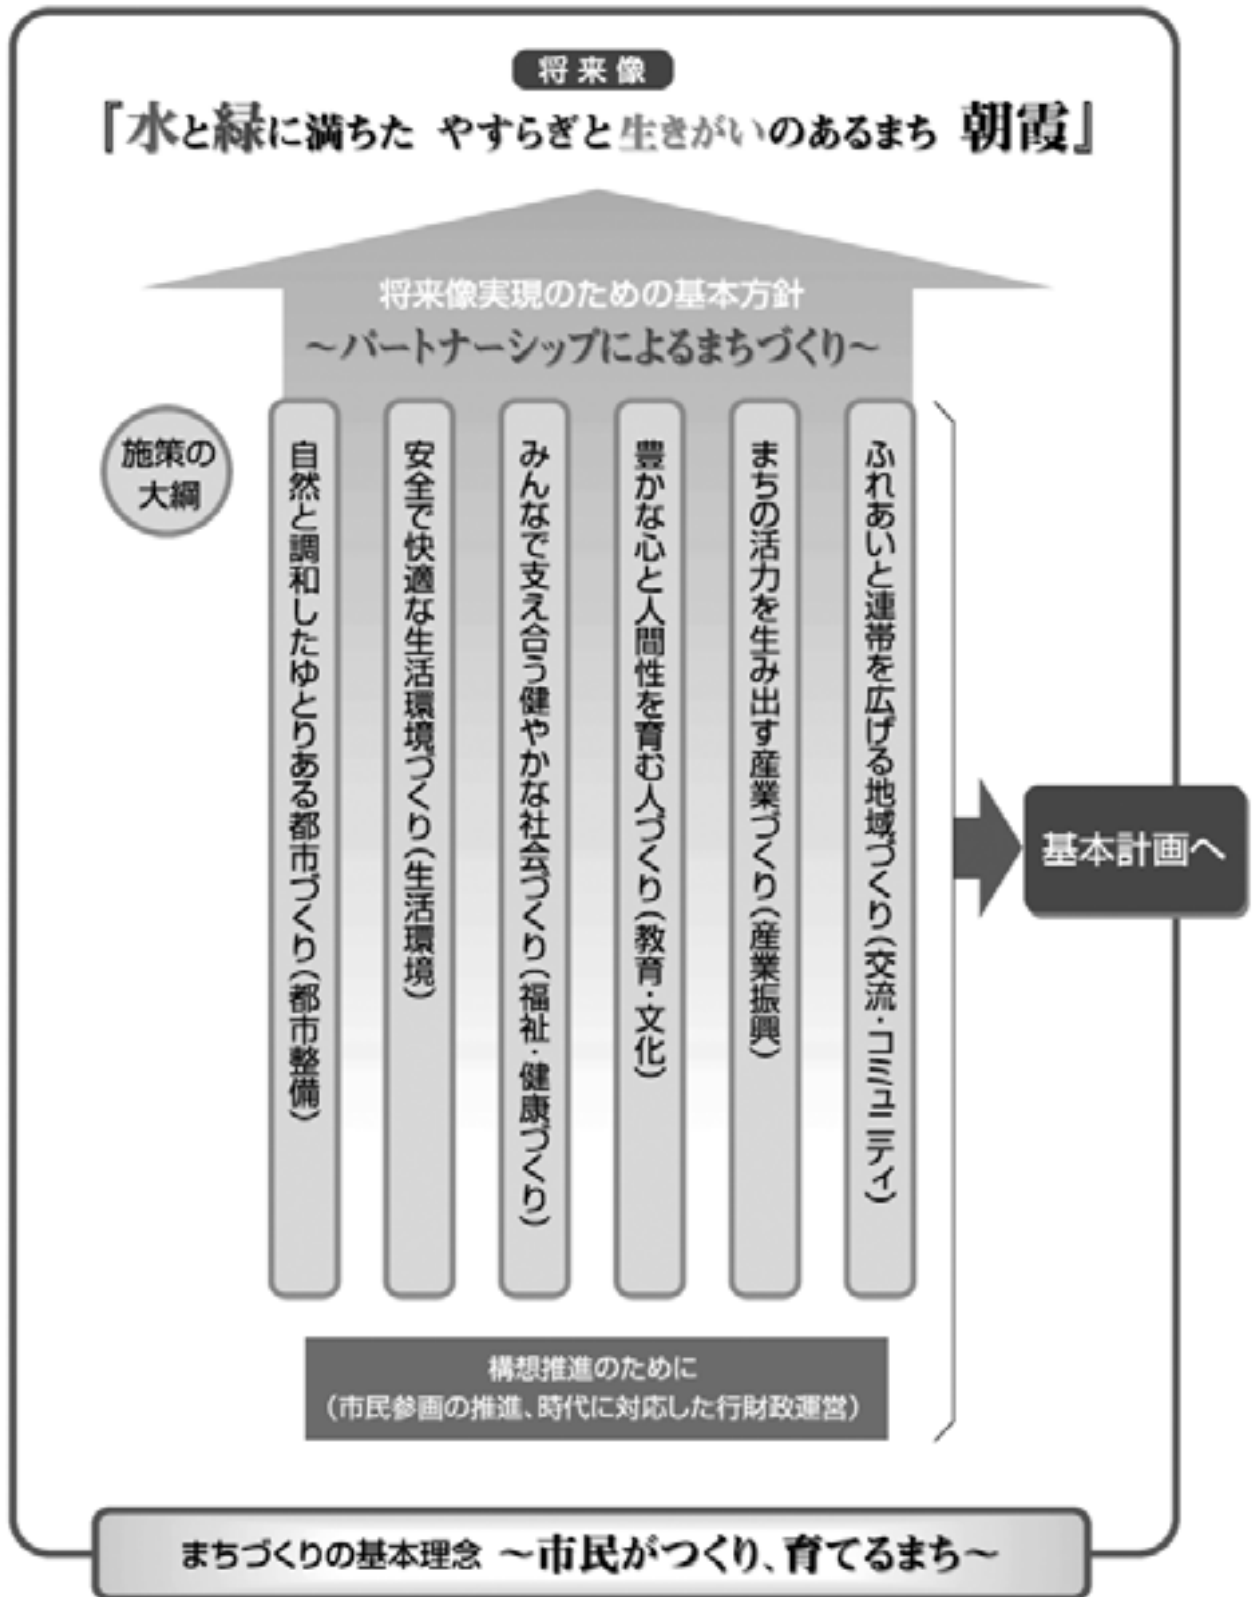 将来像
『水と緑に満ちた やすらぎと生きがいのあるまち 朝霞』
将来像実現のための基本方針
～パートナーシップによるまちづくり～
施策の
大綱
自然と調和したゆとりある都市づくり(都市整備)
安全で快適な生活環境づくり(生活環境)
みんなで支え合う健やかな社会づくり(福祉・健康づくり)
豊かな心と人間性を育む人づくり(教育・文化)
まちの活力を生み出す産業づくり(産業振興)
ふれあいと連帯を広げる地域づくり(交流・コミュニティ)
基本計画へ
構想推進のために
(市民参画の推進、時代に対応した行財政運営)
まちづくりの基本理念 ～市民がつくり、育てるまち～